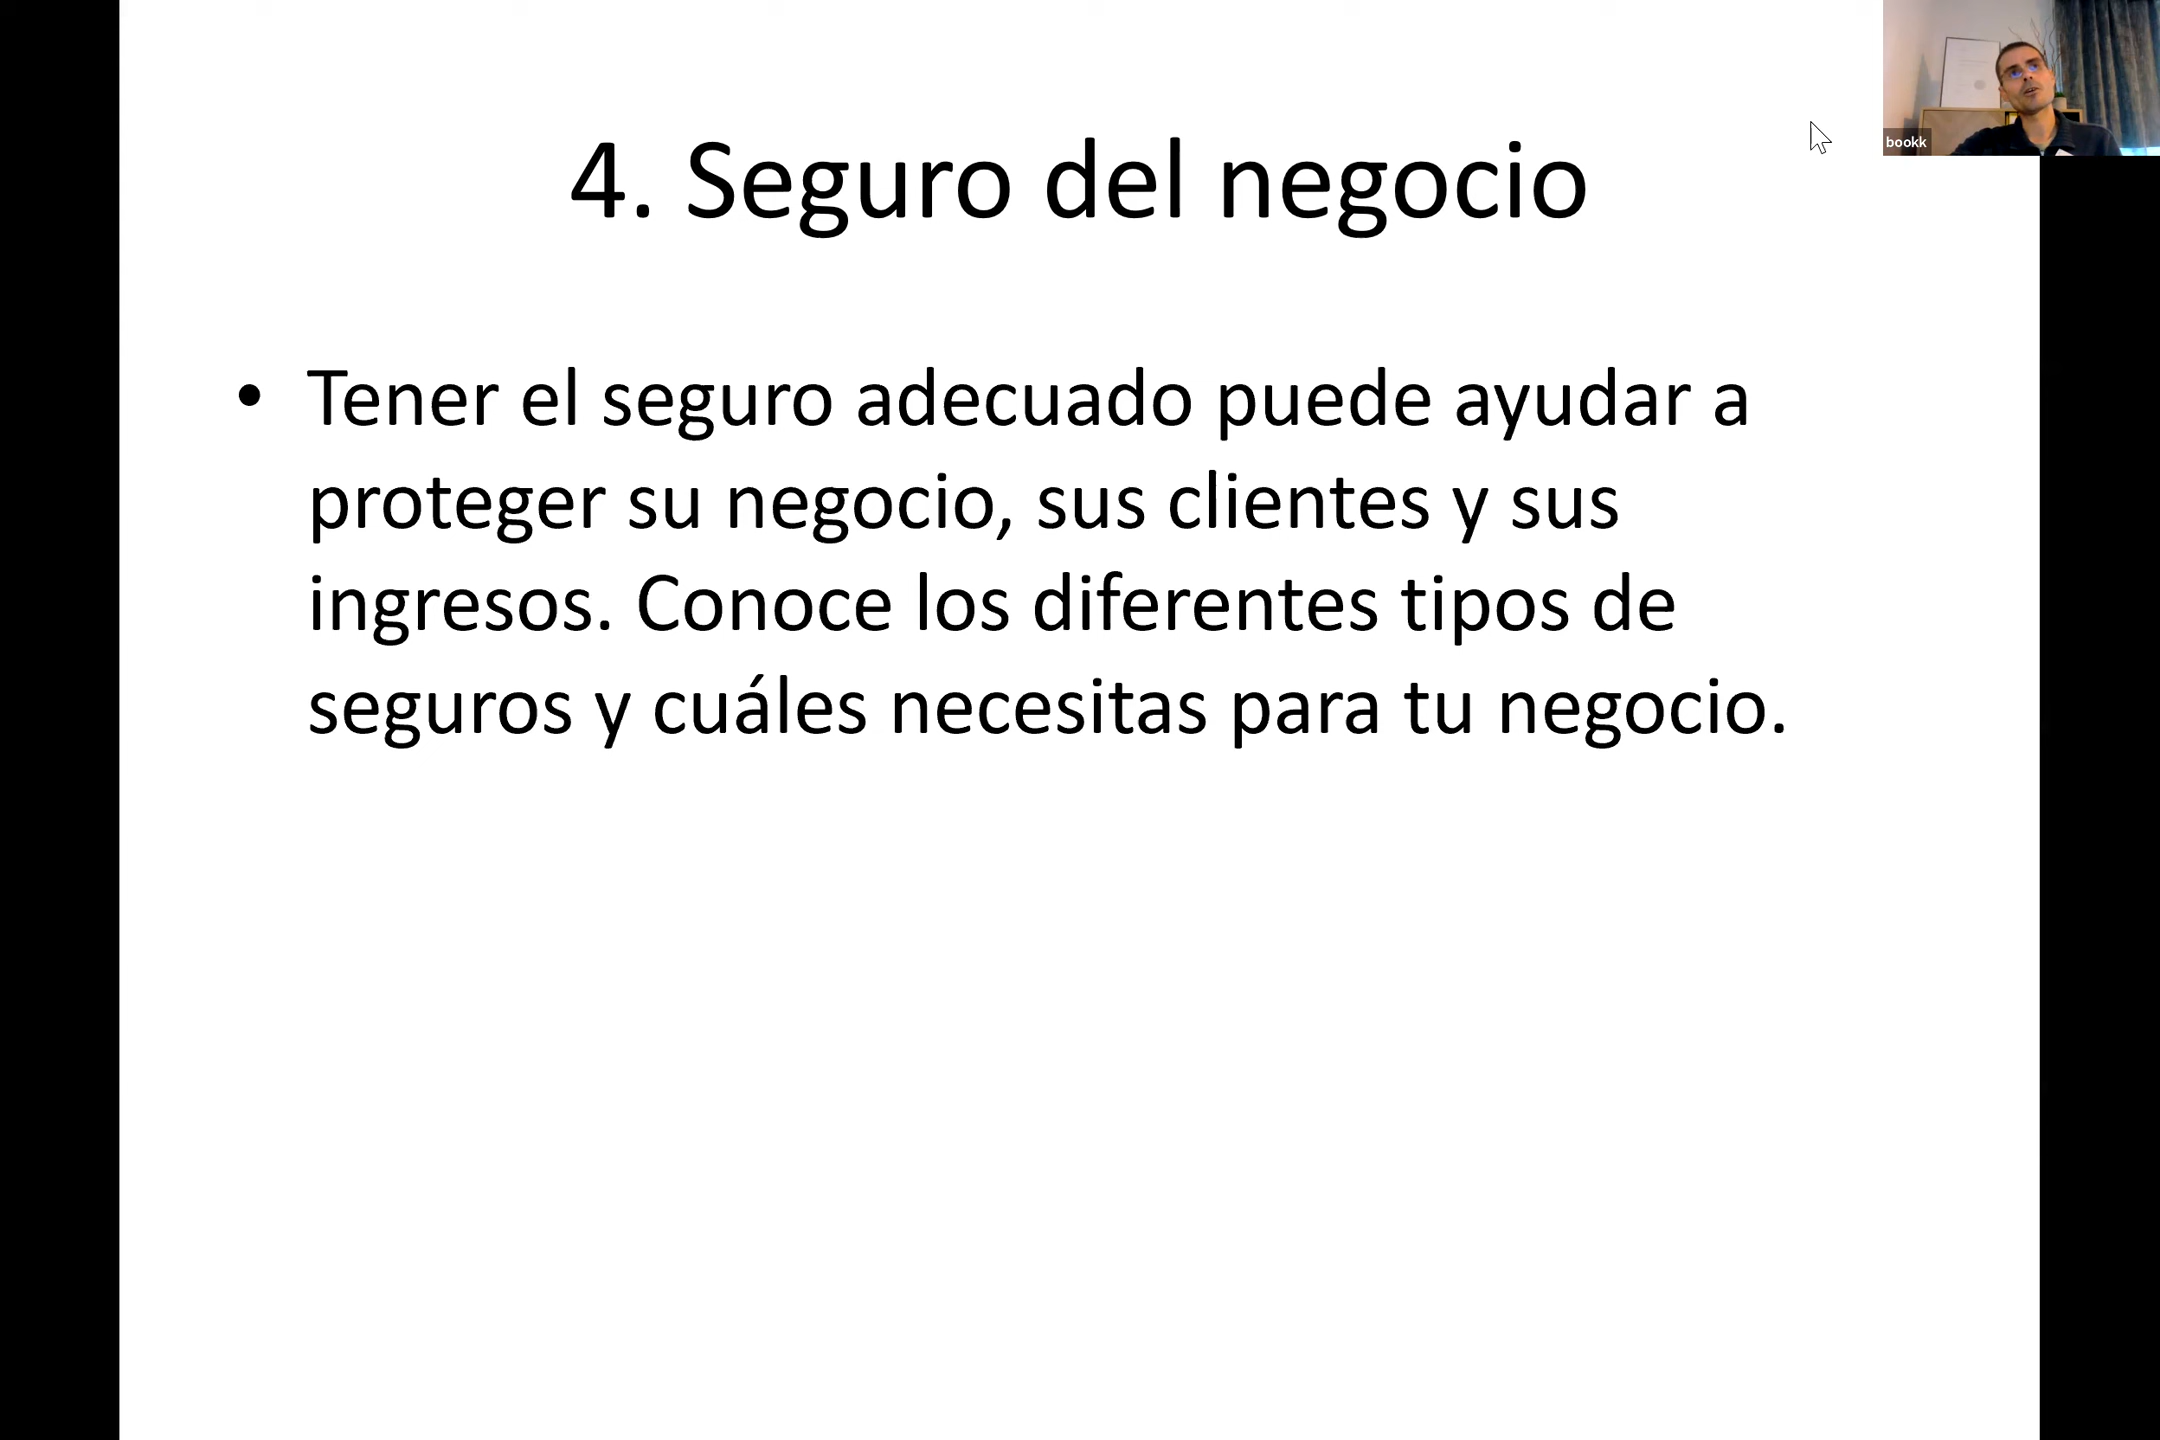 4. Seguro del negocio
bookk
• Tener el seguro adecuado puede ayudar a
proteger su negocio, sus clientes y sus
ingresos. Conoce los diferentes tipos de
seguros y cuáles necesitas para tu negocio.